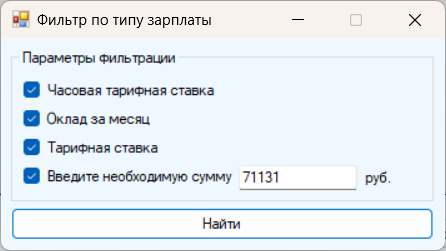 Фильтр по типу зарплаты
Параметры фильтрации
Часовая тарифная ставка
Оклад за месяц
Тарифная ставка
Введите необходимую сумму 71131 руб.
Найти